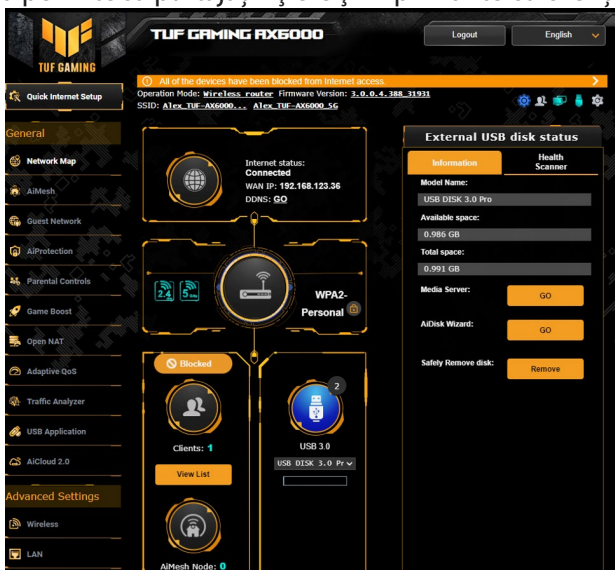 TUF GAMING
TUF GAMING AX6000
Logout
English
All of the devices have been blocked from Internet access.
Quick Internet Setup
Operation Mode: Wireless router Firmware Version: 3.0.0.4.388_31931
SSID: Alex_TUF-AX6000... Alex_TUF-AX6000_5G
General
Network Map
AiMesh
Guest Network
AiProtection
Parental Controls
Game Boost
Open NAT
Adaptive QoS
Traffic Analyzer
USB Application
AiCloud 2.0
Advanced Settings
Wireless
LAN
Internet status:
Connected
WAN IP: 192.168.123.36
DDNS: GO
2.4
5
WPA2-
Personal
Blocked
Clients: 1
View List
AiMesh Node: 0
2
USB 3.0
USB DISK 3.0 Pr
External USB disk status
Information
Health
Scanner
Model Name:
USB DISK 3.0 Pro
Available space:
0.986 GB
Total space:
0.991 GB
Media Server:
GO
AiDisk Wizard:
GO
Safely Remove disk:
Remove